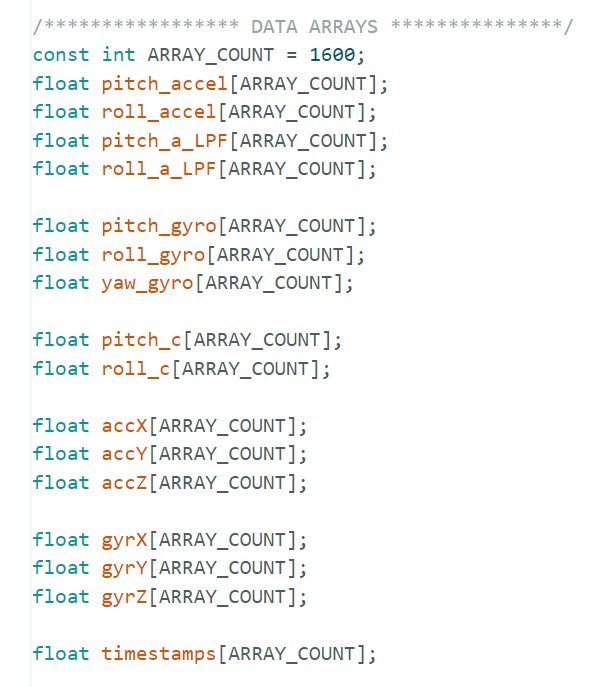 /***************** DATA ARRAYS ***************/
const int ARRAY_COUNT = 1600;
float pitch_accel[ARRAY_COUNT];
float roll_accel[ARRAY_COUNT];
float pitch_a_LPF[ARRAY_COUNT];
float roll_a_LPF[ARRAY_COUNT];
float pitch_gyro[ARRAY_COUNT];
float roll_gyro[ARRAY_COUNT];
float yaw_gyro[ARRAY_COUNT];
float pitch_c[ARRAY_COUNT];
float roll_c[ARRAY_COUNT];
float accX[ARRAY_COUNT];
float accY[ARRAY_COUNT];
float accZ[ARRAY_COUNT];
float gyrX[ARRAY_COUNT];
float gyrY[ARRAY_COUNT];
float gyrZ[ARRAY_COUNT];
float timestamps[ARRAY_COUNT];